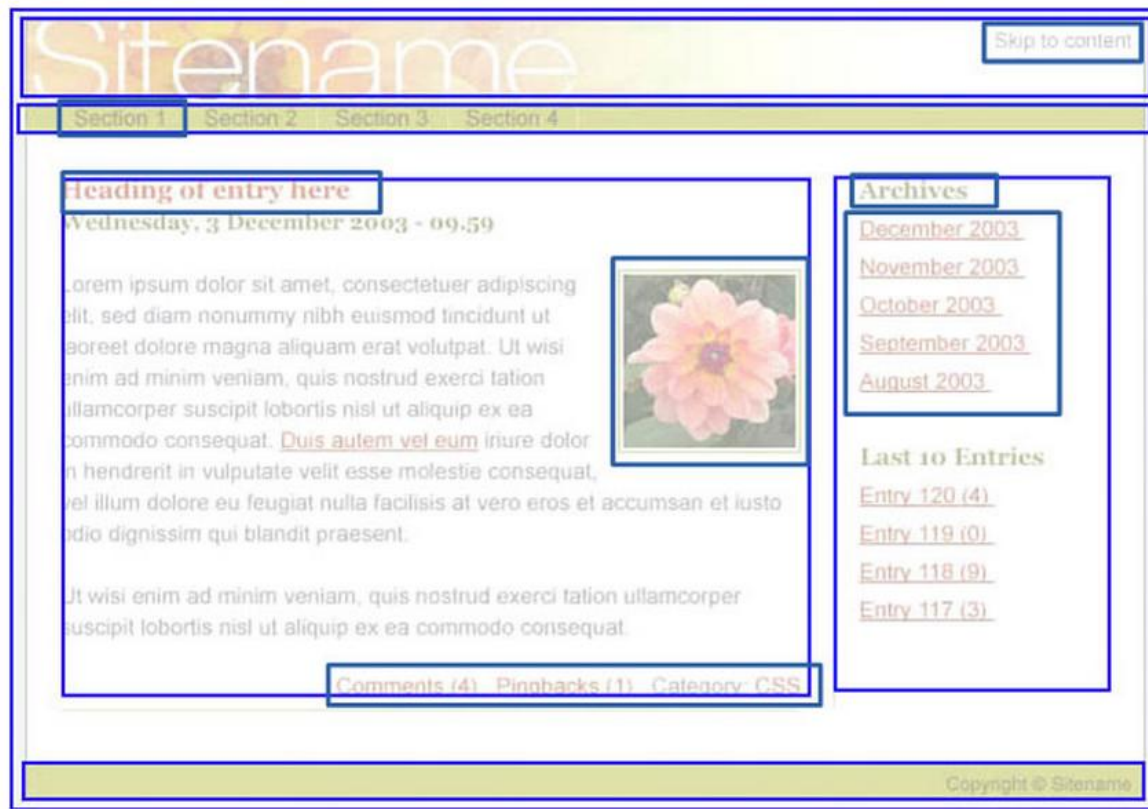 Sitename
Skip to content
Section 1 Section 2 Section 3 Section 4
Heading of entry here
Wednesday, 3 December 2003 - 09.59
Lorem ipsum dolor sit amet, consectetuer adipiscing
elit, sed diam nonummy nibh euismod tincidunt ut
laoreet dolore magna aliquam erat volutpat. Ut wisi
enim ad minim veniam, quis nostrud exerci tation
ullamcorper suscipit lobortis nisl ut aliquip ex ea
commodo consequat. Duis autem vel eum iriure dolor
in hendrerit in vulputate velit esse molestie consequat,
vel illum dolore eu feugiat nulla facilisis at vero eros et accumsan et iusto
odio dignissim qui blandit praesent.
Ut wisi enim ad minim veniam, quis nostrud exerci tation ullamcorper
suscipit lobortis nisl ut aliquip ex ea commodo consequat.
Comments (4) Pingbacks (1) Category: CSS
Archives
December 2003
November 2003
October 2003
September 2003
August 2003
Last 10 Entries
Entry 120 (4)
Entry 119 (0)
Entry 118 (9)
Entry 117 (3)
Copyright © Sitename